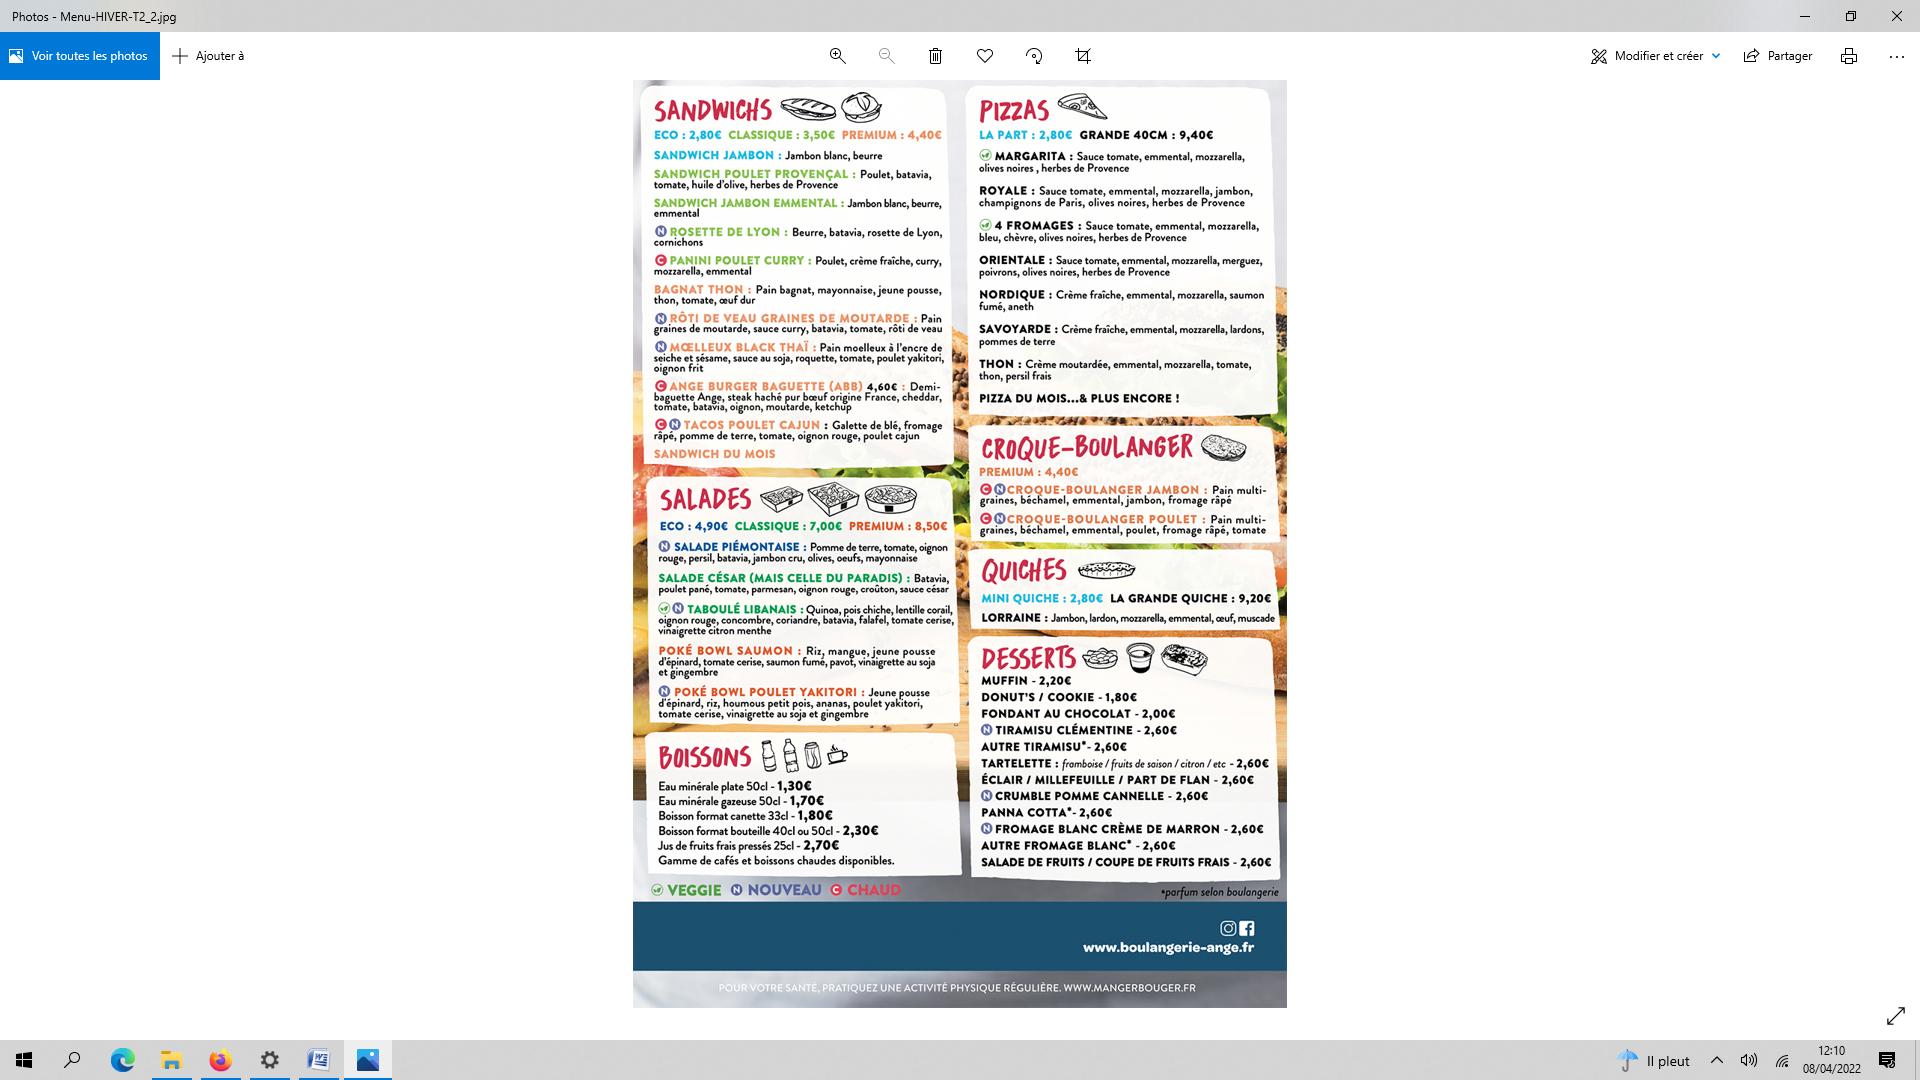 Photos - Menu-HIVER-T2_2.jpg
Voir toutes les photos
Ajouter à
Modifier et créer
Partager
SANDWICHS
ECO : 2,80€ CLASSIQUE : 3,50€ PREMIUM : 4,40€
SANDWICH JAMBON : Jambon blanc, beurre
SANDWICH POULET PROVENÇAL : Poulet, batavia,
tomate, huile d'olive, herbes de Provence
SANDWICH JAMBON EMMENTAL : Jambon blanc, beurre,
emmental
N ROSETTE DE LYON : Beurre, batavia, rosette de Lyon,
cornichons
C PANINI POULET CURRY : Poulet, crème fraîche, curry,
mozzarella, emmental
BAGNAT THON : Pain bagnat, mayonnaise, jeune pousse,
thon, tomate, œuf dur
N RÔTI DE VEAU GRAINES DE MOUTARDE : Pain
graines de moutarde, sauce curry, batavia, tomate, rôti de veau
N MŒLLEUX BLACK THAÏ : Pain moelleux à l'encre de
seiche et sésame, sauce au soja, roquette, tomate, poulet yakitori,
oignon frit
C ANGE BURGER BAGUETTE (ABB) 4,60€ : Demi-
baguette Ange, steak haché pur bœuf origine France, cheddar,
tomate, batavia, oignon, moutarde, ketchup
C N TACOS POULET CAJUN : Galette de blé, fromage
râpé, pomme de terre, tomate, oignon rouge, poulet cajun
SANDWICH DU MOIS
SALADES
ECO : 4,90€ CLASSIQUE : 7,00€ PREMIUM : 8,50€
N SALADE PIÉMONTAISE : Pomme de terre, tomate, oignon
rouge, persil, batavia, jambon cru, olives, oeufs, mayonnaise
SALADE CÉSAR (MAIS CELLE DU PARADIS) : Batavia,
poulet pané, tomate, parmesan, oignon rouge, croûton, sauce césar
N TABOULÉ LIBANAIS : Quinoa, pois chiche, lentille corail,
oignon rouge, concombre, coriandre, batavia, falafel, tomate cerise,
vinaigrette citron menthe
POKÉ BOWL SAUMON : Riz, mangue, jeune pousse
d'épinard, tomate cerise, saumon fumé, pavot, vinaigrette au soja
et gingembre
N POKÉ BOWL POULET YAKITORI : Jeune pousse
d'épinard, riz, houmous petit pois, ananas, poulet yakitori,
tomate cerise, vinaigrette au soja et gingembre
BOISSONS
Eau minérale plate 50cl - 1,30€
Eau minérale gazeuse 50cl - 1,70€
Boisson format canette 33cl - 1,80€
Boisson format bouteille 40cl ou 50cl - 2,30€
Jus de fruits frais pressés 25cl - 2,70€
Gamme de cafés et boissons chaudes disponibles.
VEGGIE N NOUVEAU C CHAUD
PIZZAS
LA PART : 2,80€ GRANDE 40CM : 9,40€
MARGARITA : Sauce tomate, emmental, mozzarella,
olives noires , herbes de Provence
ROYALE : Sauce tomate, emmental, mozzarella, jambon,
champignons de Paris, olives noires, herbes de Provence
4 FROMAGES : Sauce tomate, emmental, mozzarella,
bleu, chèvre, olives noires, herbes de Provence
ORIENTALE : Sauce tomate, emmental, mozzarella, merguez,
poivrons, olives noires, herbes de Provence
NORDIQUE : Crème fraîche, emmental, mozzarella, saumon
fumé, aneth
SAVOYARDE : Crème fraîche, emmental, mozzarella, lardons,
pommes de terre
THON : Crème moutardée, emmental, mozzarella, tomate,
thon, persil frais
PIZZA DU MOIS...& PLUS ENCORE !
CROQUE-BOULANGER
PREMIUM : 4,40€
C N CROQUE-BOULANGER JAMBON : Pain multi-
graines, béchamel, emmental, jambon, fromage râpé
C N CROQUE-BOULANGER POULET : Pain multi-
graines, béchamel, emmental, poulet, fromage râpé, tomate
QUICHES
MINI QUICHE : 2,80€ LA GRANDE QUICHE : 9,20€
LORRAINE : Jambon, lardon, mozzarella, emmental, œuf, muscade
DESSERTS
MUFFIN - 2,20€
DONUT'S / COOKIE - 1,80€
FONDANT AU CHOCOLAT - 2,00€
N TIRAMISU CLÉMENTINE - 2,60€
AUTRE TIRAMISU*- 2,60€
TARTELETTE : framboise / fruits de saison / citron / etc - 2,60€
ÉCLAIR / MILLEFEUILLE / PART DE FLAN - 2,60€
N CRUMBLE POMME CANNELLE - 2,60€
PANNA COTTA*- 2,60€
N FROMAGE BLANC CRÈME DE MARRON - 2,60€
AUTRE FROMAGE BLANC* - 2,60€
SALADE DE FRUITS / COUPE DE FRUITS FRAIS - 2,60€
*parfum selon boulangerie
www.boulangerie-ange.fr
POUR VOTRE SANTÉ, PRATIQUEZ UNE ACTIVITÉ PHYSIQUE RÉGULIÈRE. WWW.MANGERBOUGER.FR
Il pleut
12:10
08/04/2022